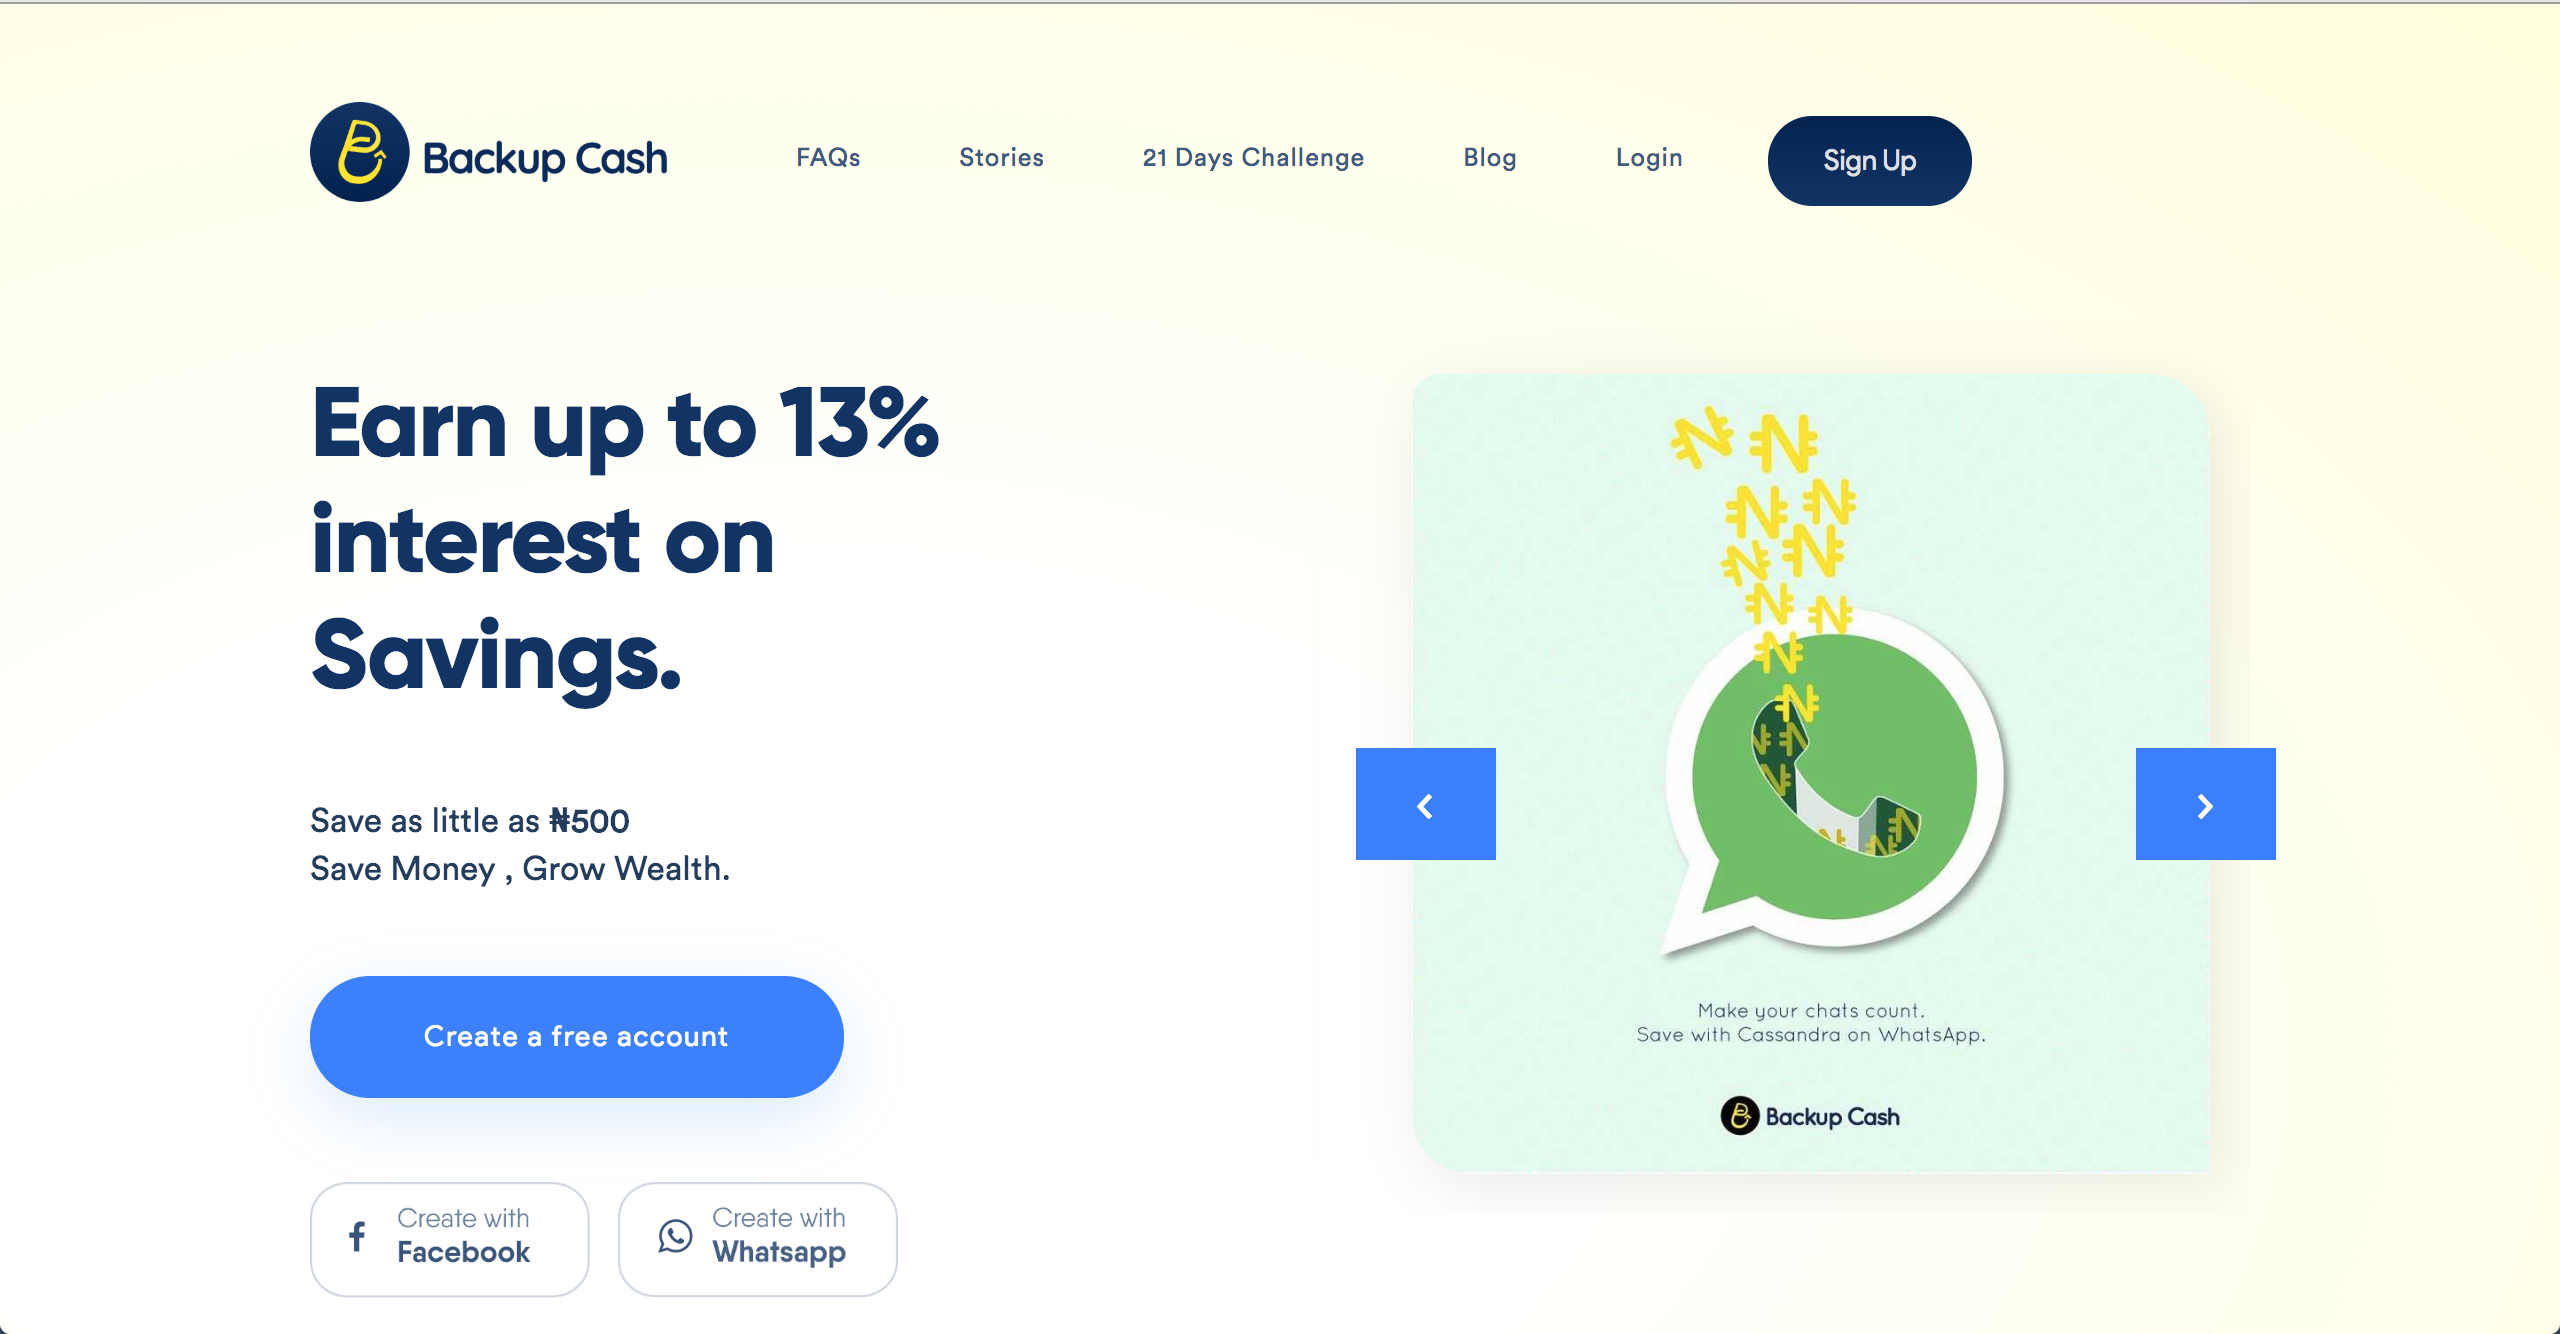 Backup Cash
FAQs
Stories
21 Days Challenge
Blog
Login
Sign Up
Earn up to 13%
interest on
Savings.
Save as little as ₦500
Save Money , Grow Wealth.
Create a free account
Create with
Facebook
Create with
Whatsapp
Make your chats count.
Save with Cassandra on WhatsApp.
Backup Cash